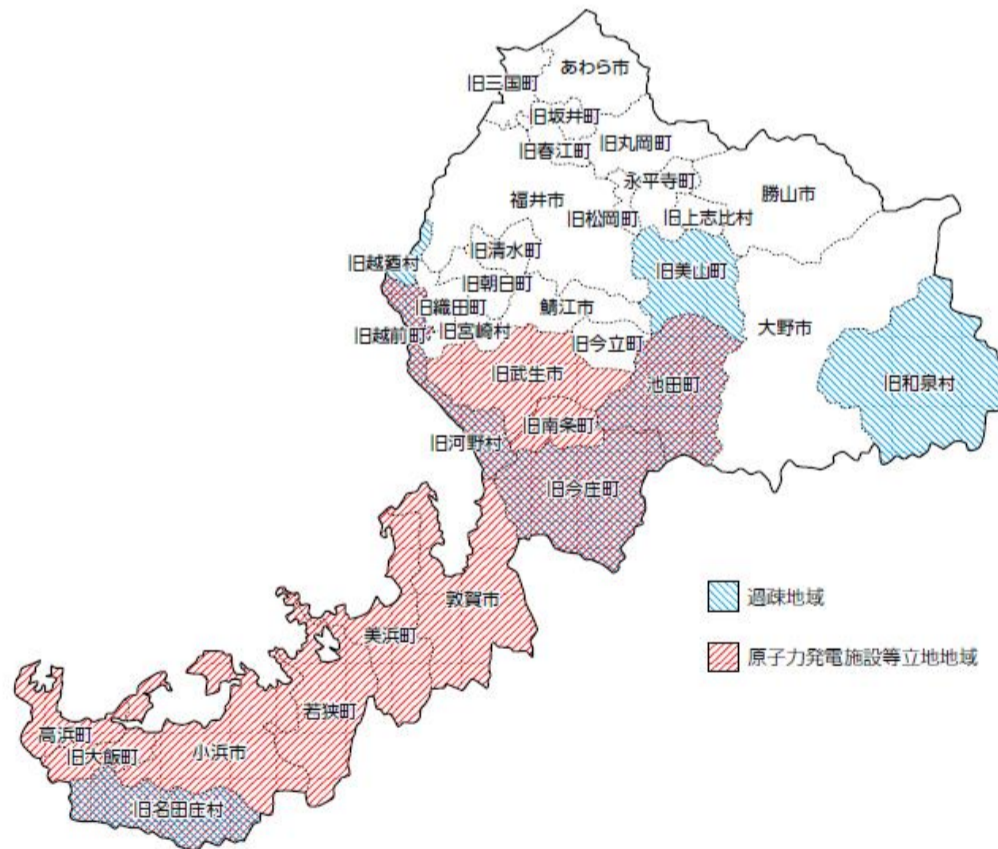 あわら市
旧三国町
旧坂井町
旧丸岡町
旧春江町
永平寺町
勝山市
福井市
旧松岡町
旧上志比村
旧清水町
旧越廼村
旧美山町
旧朝日町
旧織田町
鯖江市
大野市
旧越前町
旧宮崎村
旧今立町
旧武生市
池田町
旧和泉村
旧南条町
旧河野村
旧今庄町
過疎地域
敦賀市
美浜町
原子力発電施設等立地地域
若狭町
高浜町
旧大飯町
小浜市
旧名田庄村